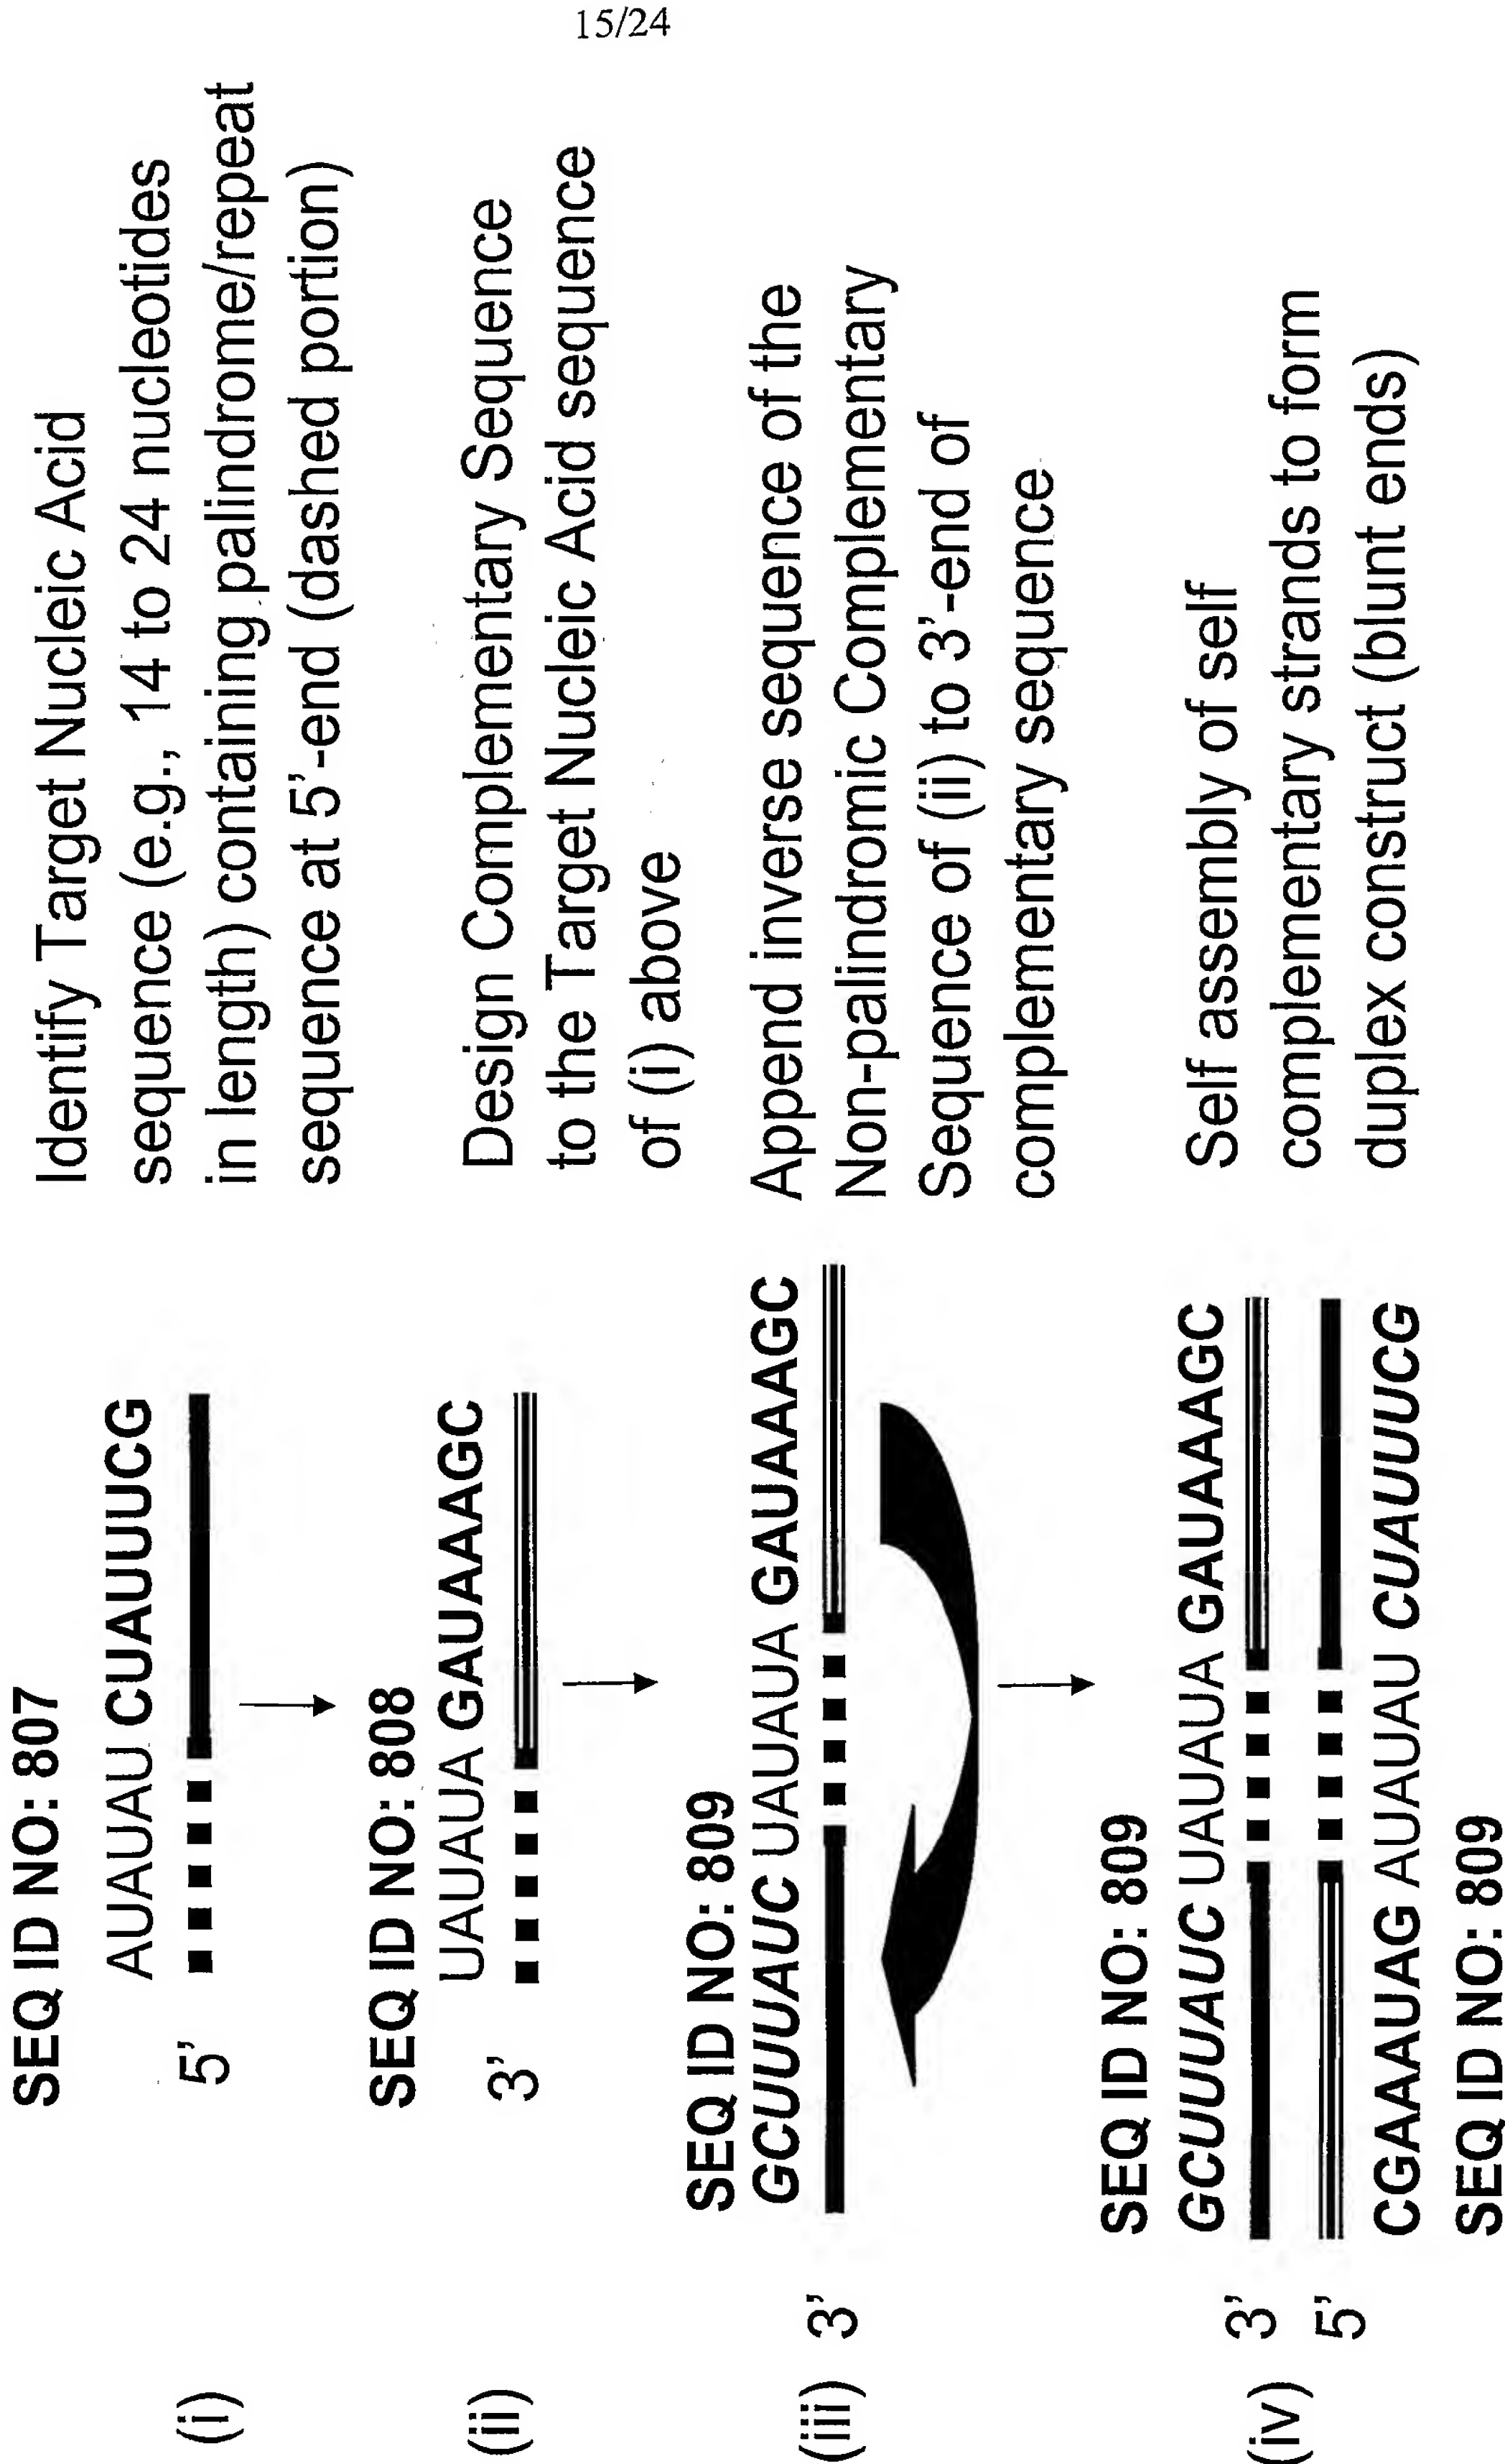 15/24
SEQ ID NO: 807
AUAUAU CUAUUUCG
(i) 5'
Identify Target Nucleic Acid
sequence (e.g., 14 to 24 nucleotides
in length) containing palindrome/repeat
sequence at 5'-end (dashed portion)
SEQ ID NO: 808
UAUAUA GAUAAAGC
(ii) 3'
Design Complementary Sequence
to the Target Nucleic Acid sequence
of (i) above
SEQ ID NO: 809
GCUUUAUC UAUAUA GAUAAAGC
(iii) 3'
Append inverse sequence of the
Non-palindromic Complementary
Sequence of (ii) to 3'-end of
complementary sequence
SEQ ID NO: 809
GCUUUAUC UAUAUA GAUAAAGC
(iv) 3'
5'
CGAAAUAG AUAUAU CUAUUUCG
SEQ ID NO: 809
Self assembly of self
complementary strands to form
duplex construct (blunt ends)